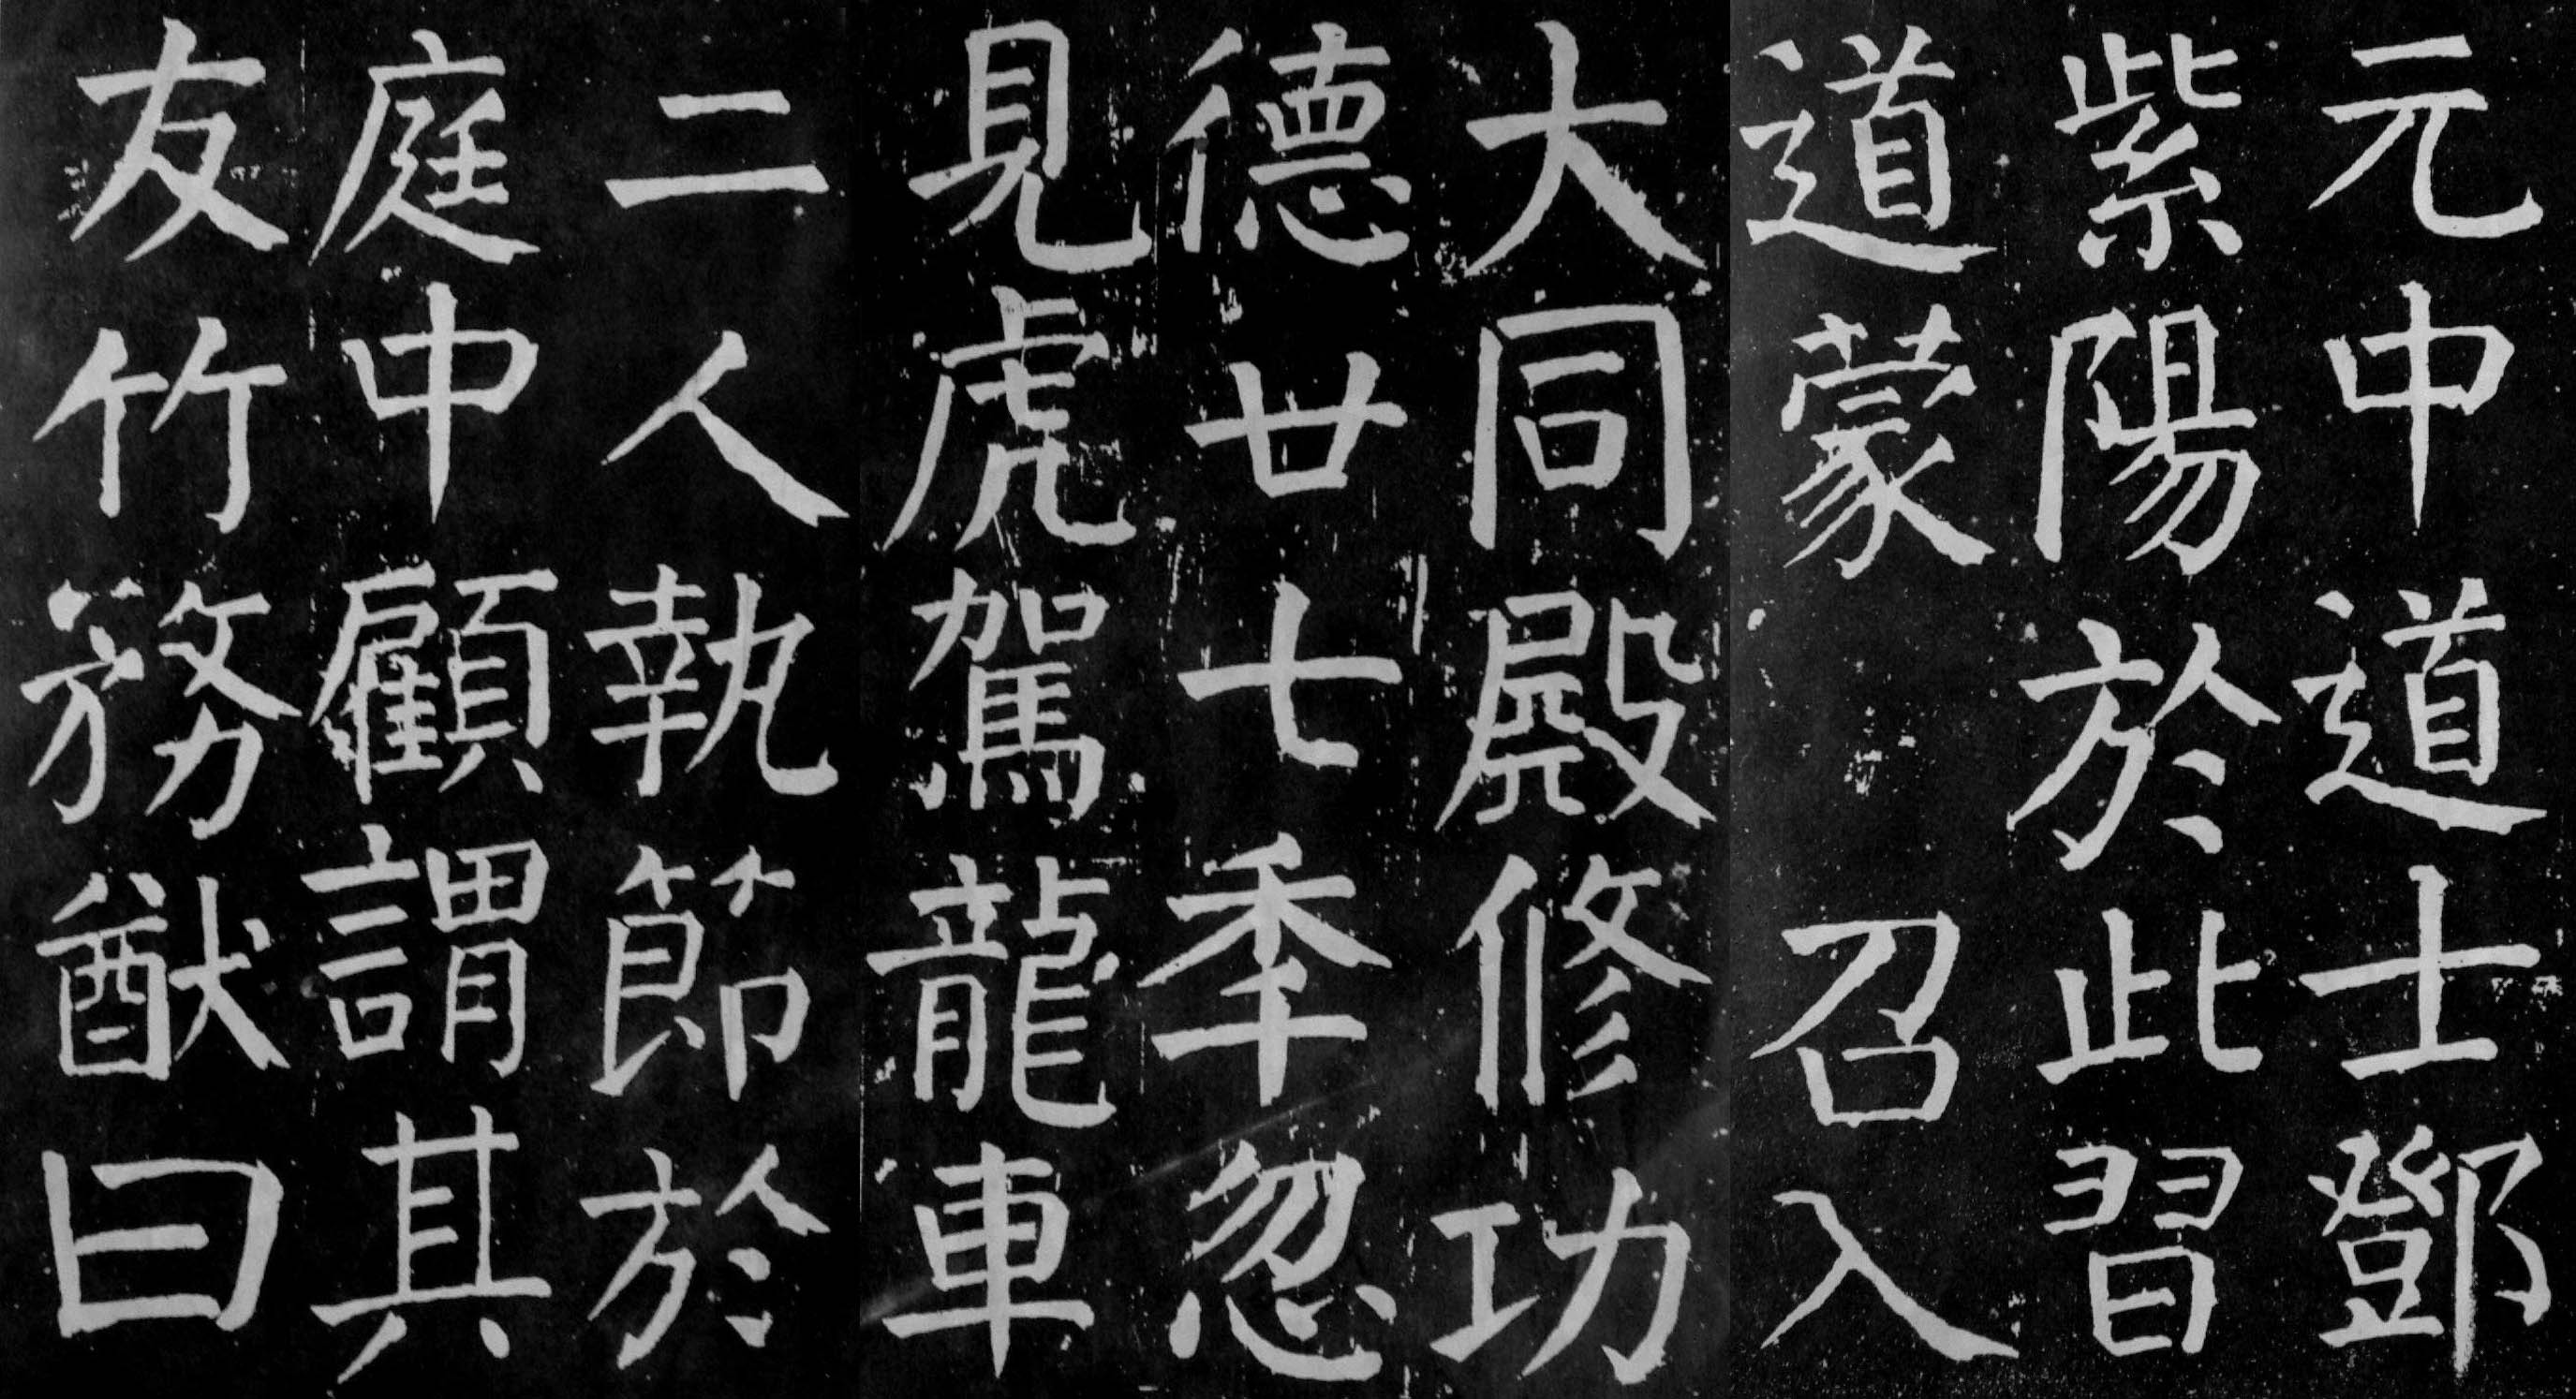 元中道士鄧
紫陽於此習
道蒙 召入
大同殿修功
德廿七秊忽
見虎駕龍車
二人執節於
庭中顧謂其
友竹務猷曰